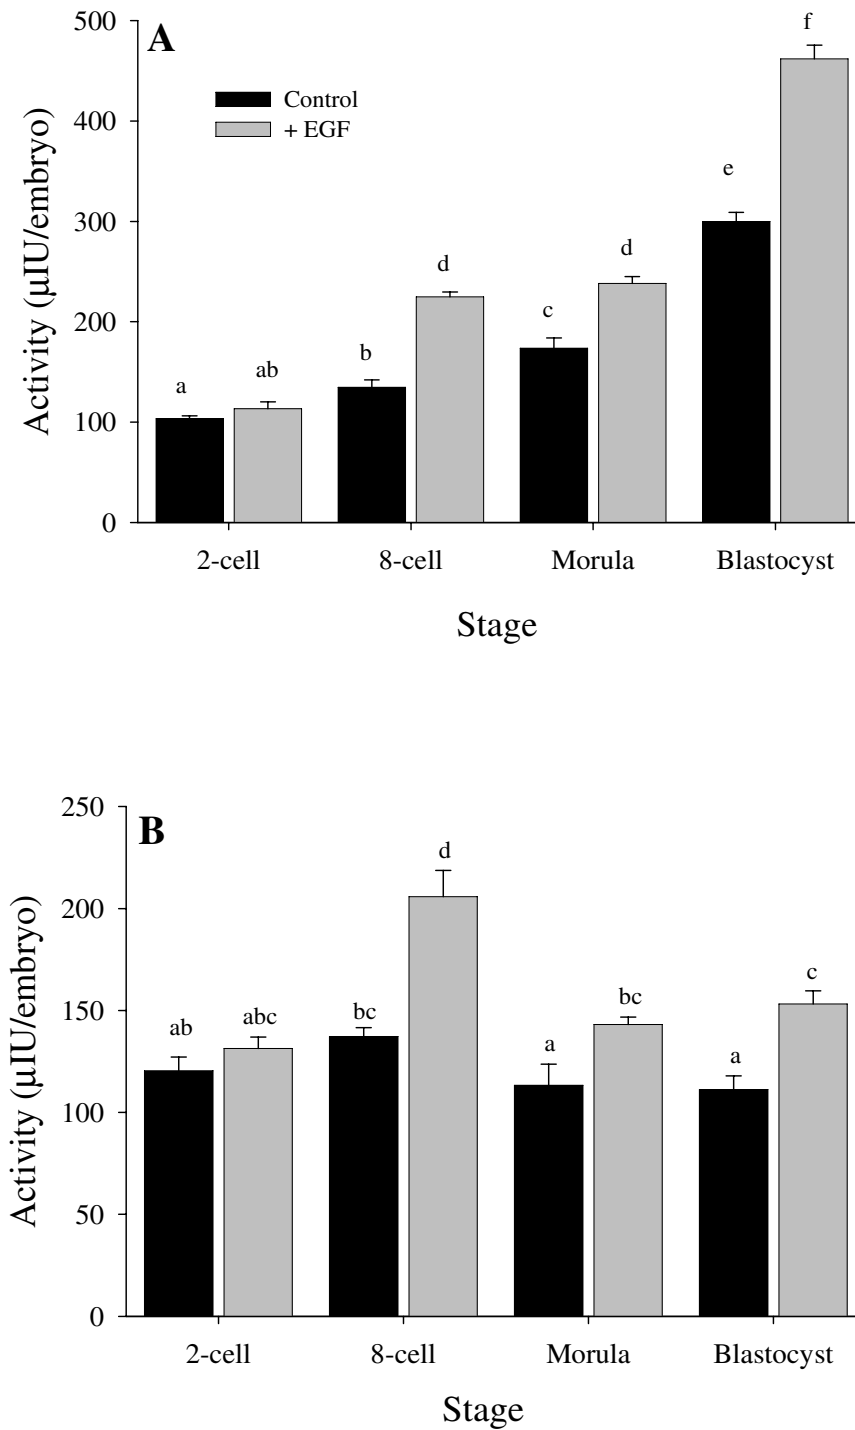 A
500
400
300
200
100
0
Activity (µIU/embryo)
Control
+ EGF
a
ab
b
d
c
d
e
f
2-cell
8-cell
Morula
Blastocyst
Stage
B
250
200
150
100
50
0
Activity (µIU/embryo)
ab
abc
bc
d
a
bc
a
c
2-cell
8-cell
Morula
Blastocyst
Stage